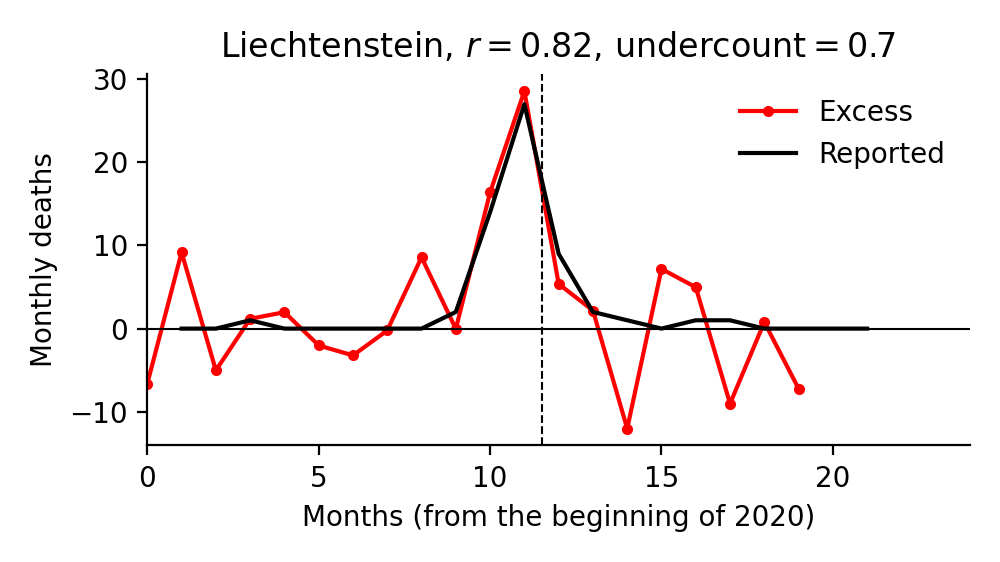 Liechtenstein, r = 0.82, undercount = 0.7
30
20
10
0
−10
Monthly deaths
Excess
Reported
0 5 10 15 20
Months (from the beginning of 2020)